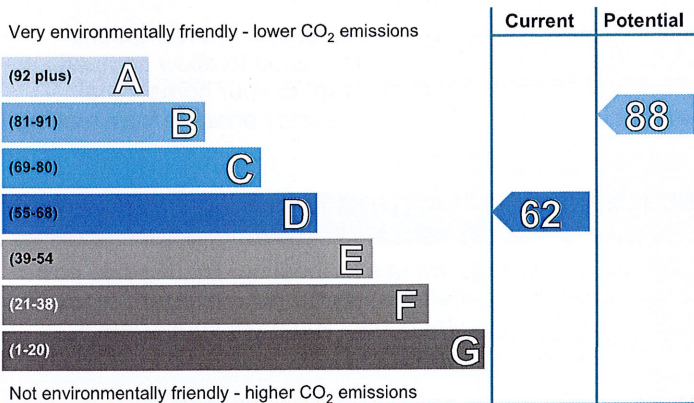 Current Potential
Very environmentally friendly - lower CO₂ emissions
(92 plus) A
(81-91) B
88
(69-80) C
(55-68) D
62
(39-54 E
(21-38) F
(1-20) G
Not environmentally friendly - higher CO₂ emissions